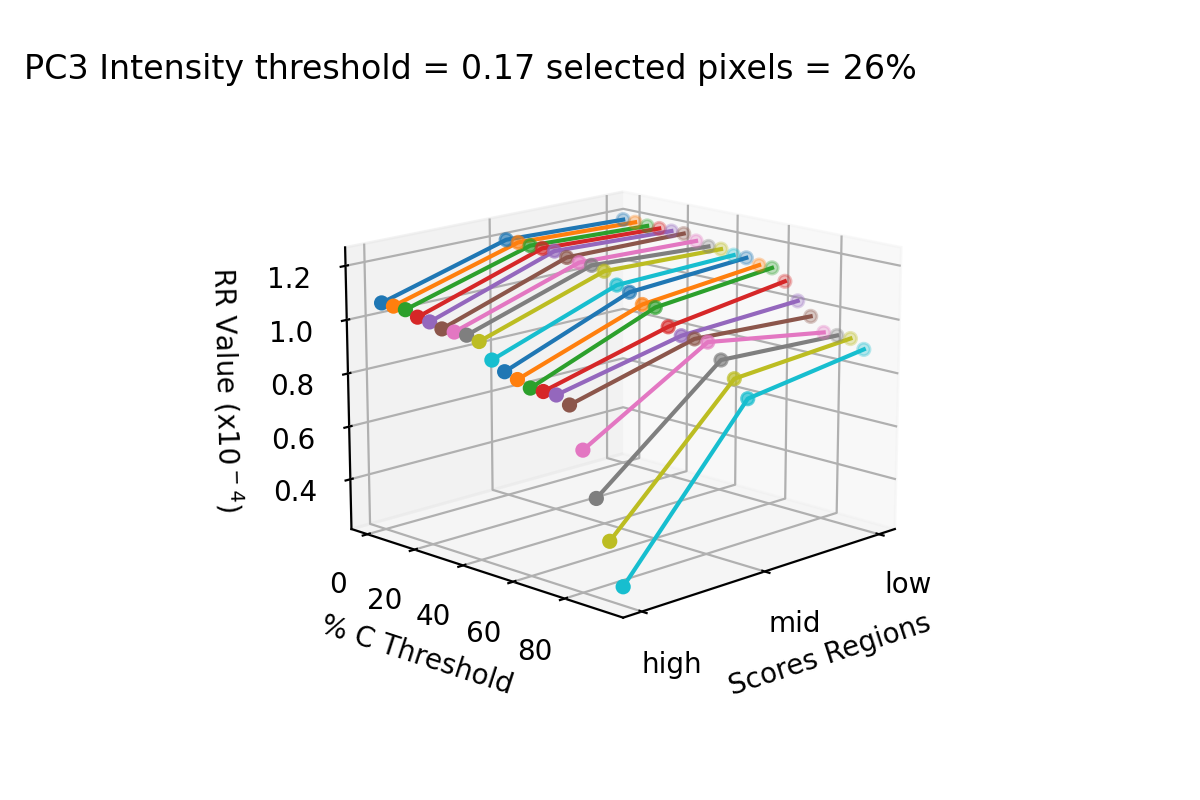 PC3 Intensity threshold = 0.17 selected pixels = 26%
RR Value (x10⁻⁴)
1.2
1.0
0.8
0.6
0.4
0
20
40
60
80
% C Threshold
high
mid
low
Scores Regions